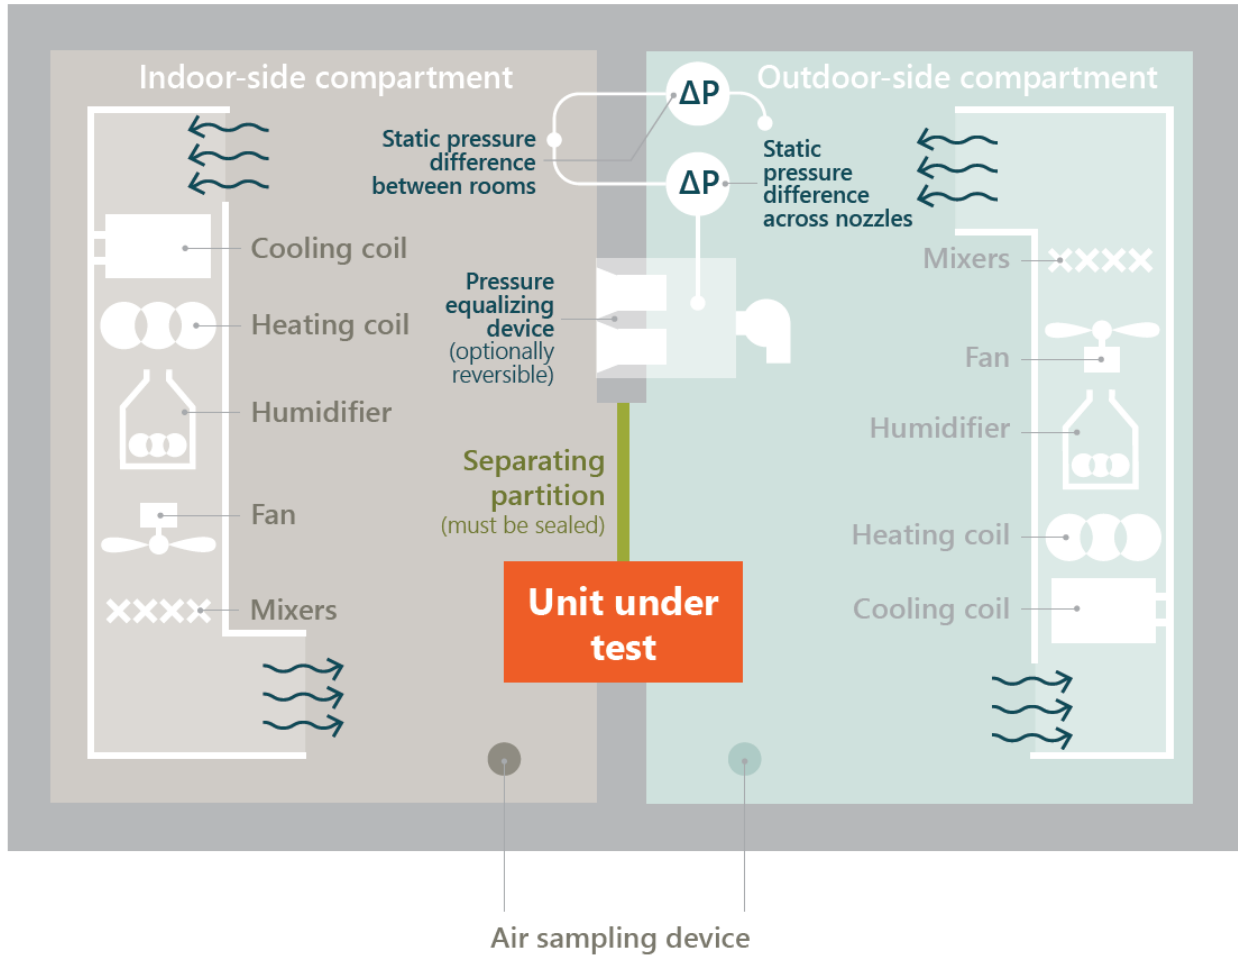 Indoor-side compartment
Outdoor-side compartment
ΔP
Static pressure
difference
between rooms
ΔP
Static
pressure
difference
across nozzles
Cooling coil
Heating coil
Humidifier
Fan
Mixers
Pressure
equalizing
device
(optionally
reversible)
Separating
partition
(must be sealed)
Unit under
test
Mixers
Fan
Humidifier
Heating coil
Cooling coil
Air sampling device